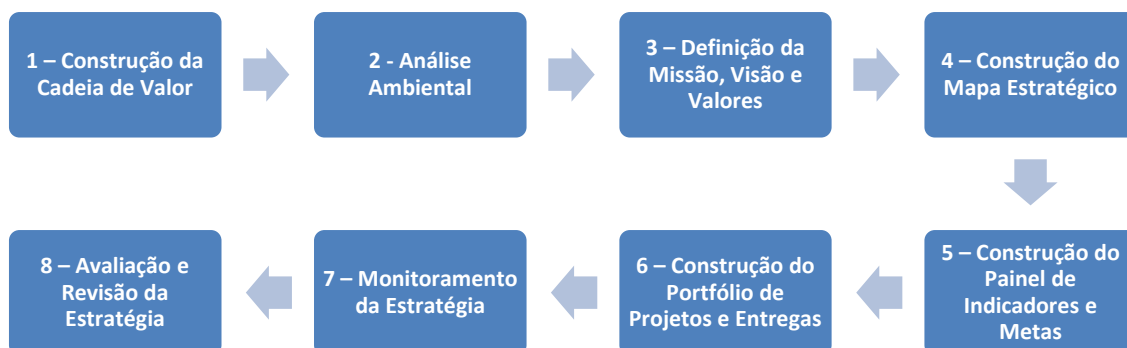 1 – Construção da
Cadeia de Valor
2 - Análise
Ambiental
3 – Definição da
Missão, Visão e
Valores
4 – Construção do
Mapa Estratégico
5 – Construção do
Painel de
Indicadores e
Metas
6 – Construção do
Portfólio de
Projetos e Entregas
7 – Monitoramento
da Estratégia
8 – Avaliação e
Revisão da
Estratégia